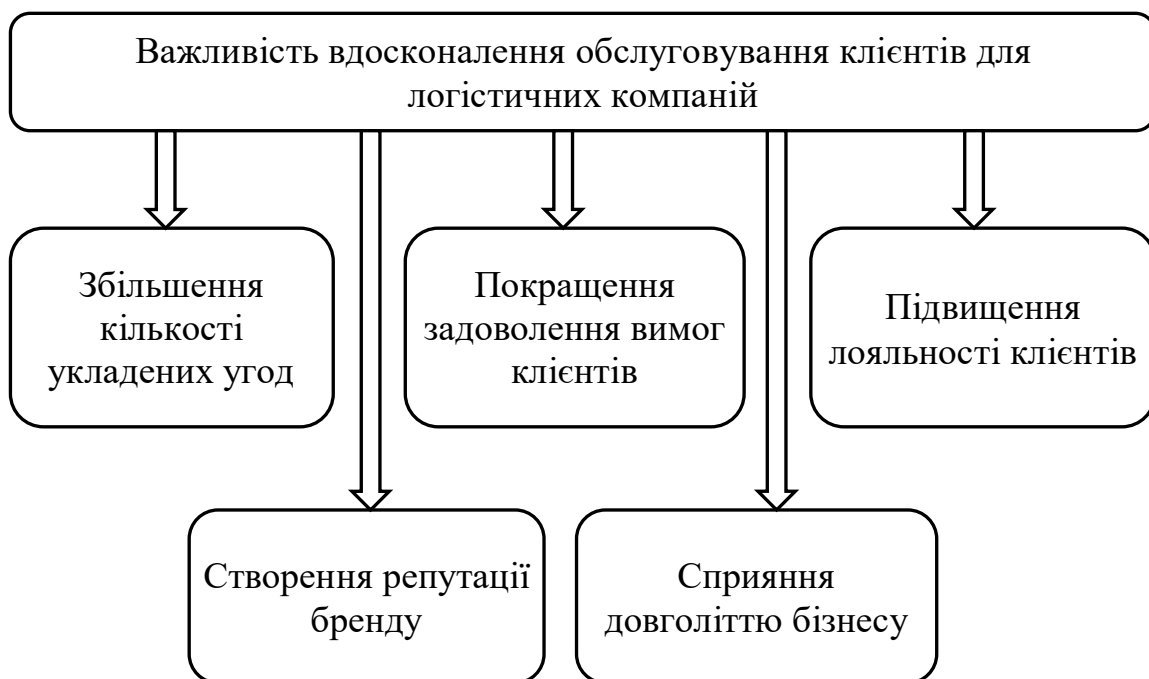 Важливість вдосконалення обслуговування клієнтів для
логістичних компаній
Збільшення
кількості
укладених угод
Покращення
задоволення вимог
клієнтів
Підвищення
лояльності клієнтів
Створення репутації
бренду
Сприяння
довголіттю бізнесу